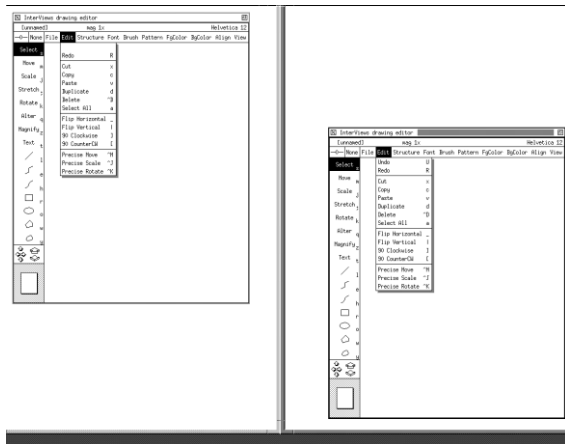 InterViews drawing editor
[unnamed] mag 1x Helvetica 12
None File Edit Structure Font Brush Pattern FgColor BgColor Align View
Select
Move m
Scale
Stretch
Rotate
Alter q
Magnify z
Text t
l
e
h
r
o
w
Redo R
Cut x
Copy c
Paste v
Duplicate d
Delete ^D
Select All a
Flip Horizontal _
Flip Vertical |
90 Clockwise ]
90 CounterCW [
Precise Move ^M
Precise Scale ^J
Precise Rotate ^K
InterViews drawing editor
[unnamed] mag 1x Helvetica 12
None File Edit Structure Font Brush Pattern FgColor BgColor Align View
Select
Move m
Scale
Stretch
Rotate
Alter q
Magnify z
Text t
l
e
h
r
o
w
Undo U
Redo R
Cut x
Copy c
Paste v
Duplicate d
Delete ^D
Select All a
Flip Horizontal _
Flip Vertical |
90 Clockwise ]
90 CounterCW [
Precise Move ^M
Precise Scale ^J
Precise Rotate ^K